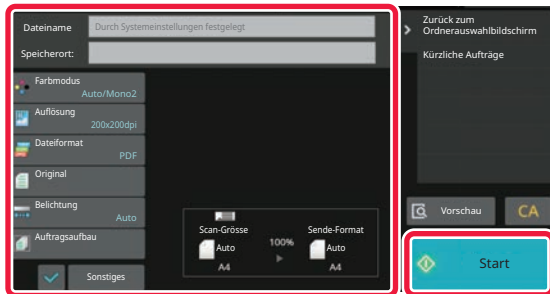 Dateiname
Durch Systemeinstellungen festgelegt
Speicherort:
Farbmodus
Auto/Mono2
Auflösung
200x200dpi
Dateiformat
PDF
Original
Belichtung
Auto
Auftragsaufbau
Sonstiges
Scan-Grösse
Auto
A4
100%
Sende-Format
Auto
A4
Zurück zum
Ordnerauswahlbildschirm
Kürzliche Aufträge
Vorschau
CA
Start